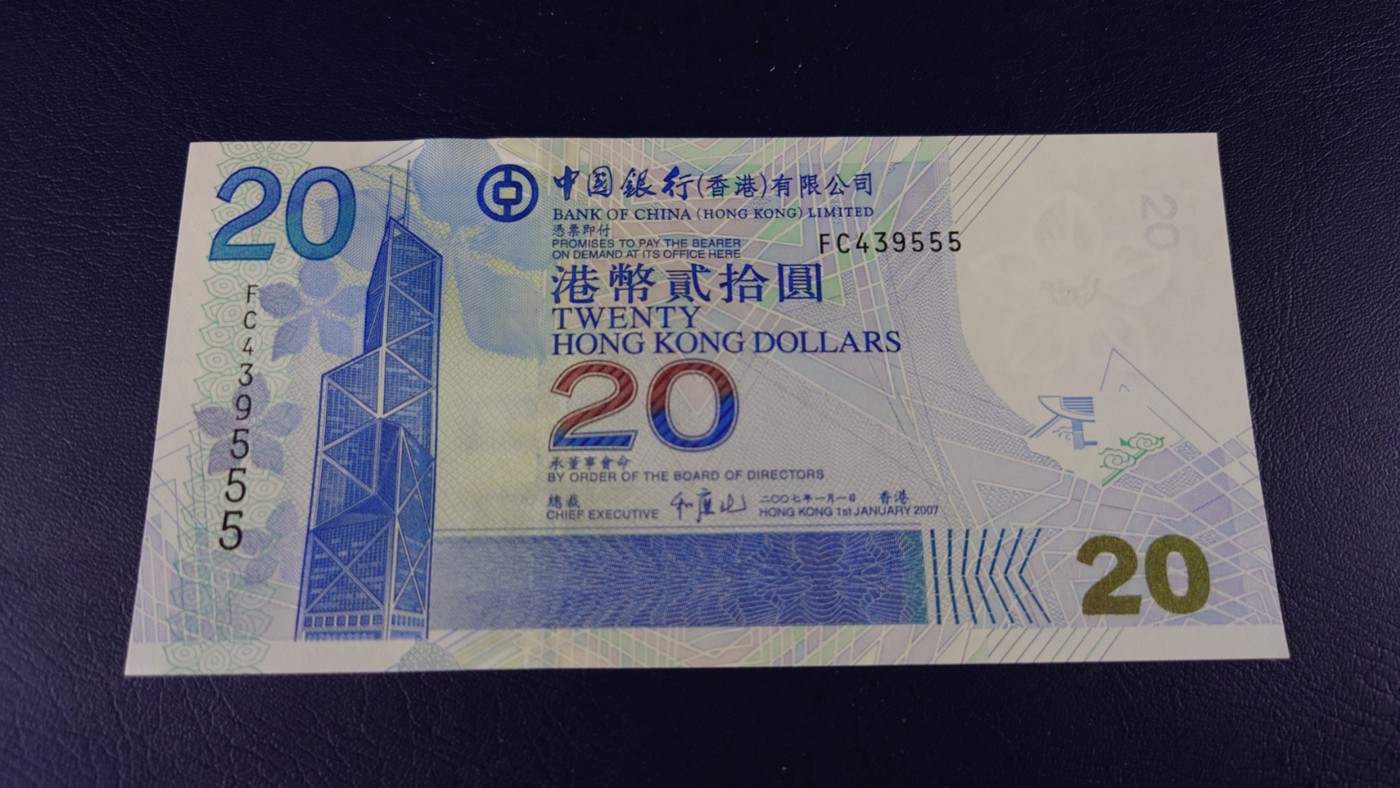 20
中国銀行(香港)有限公司
BANK OF CHINA (HONG KONG) LIMITED
憑票即付
PROMISES TO PAY THE BEARER
ON DEMAND AT ITS OFFICE HERE
FC439555
港幣貳拾圓
TWENTY
HONG KONG DOLLARS
20
FC439555
承董事會命
BY ORDER OF THE BOARD OF DIRECTORS
總裁
CHIEF EXECUTIVE
二〇〇七年一月一日 香港
HONG KONG 1st JANUARY 2007
20
20